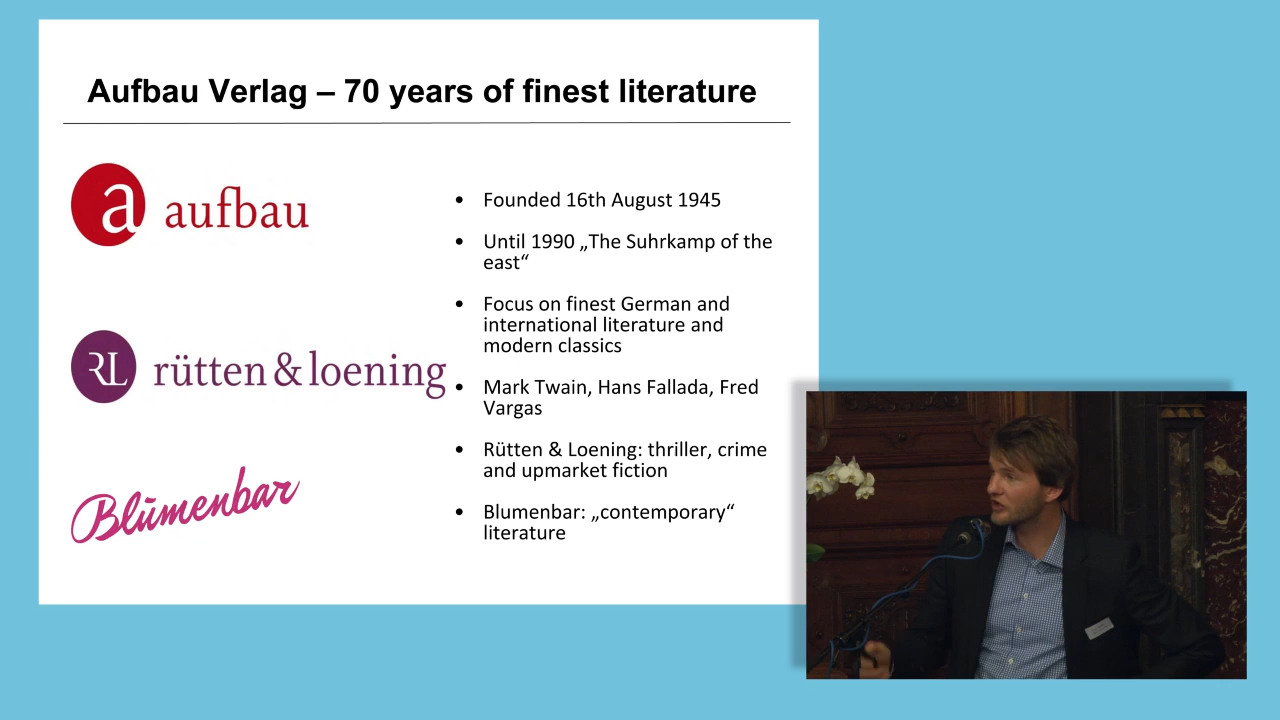 Aufbau Verlag – 70 years of finest literature
a aufbau
RL rütten & loening
Blumenbar
• Founded 16th August 1945
• Until 1990 „The Suhrkamp of the
east“
• Focus on finest German and
international literature and
modern classics
• Mark Twain, Hans Fallada, Fred
Vargas
• Rütten & Loening: thriller, crime
and upmarket fiction
• Blumenbar: „contemporary“
literature